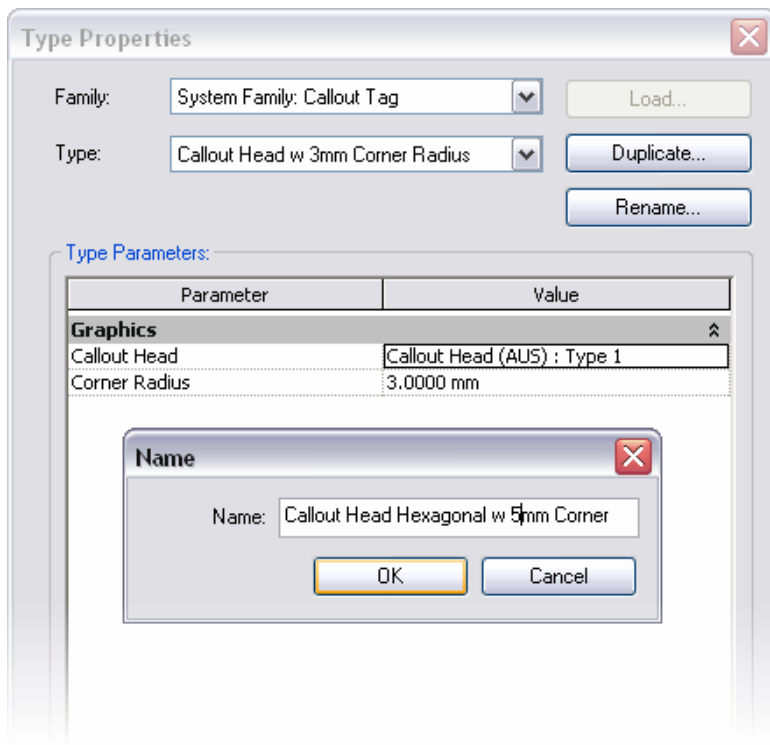 Type Properties
Family: System Family: Callout Tag Load...
Type: Callout Head w 3mm Corner Radius Duplicate...
Rename...
Type Parameters:
Parameter Value
Graphics
Callout Head Callout Head (AUS) : Type 1
Corner Radius 3.0000 mm
Name
Name: Callout Head Hexagonal w 5mm Corner
OK Cancel